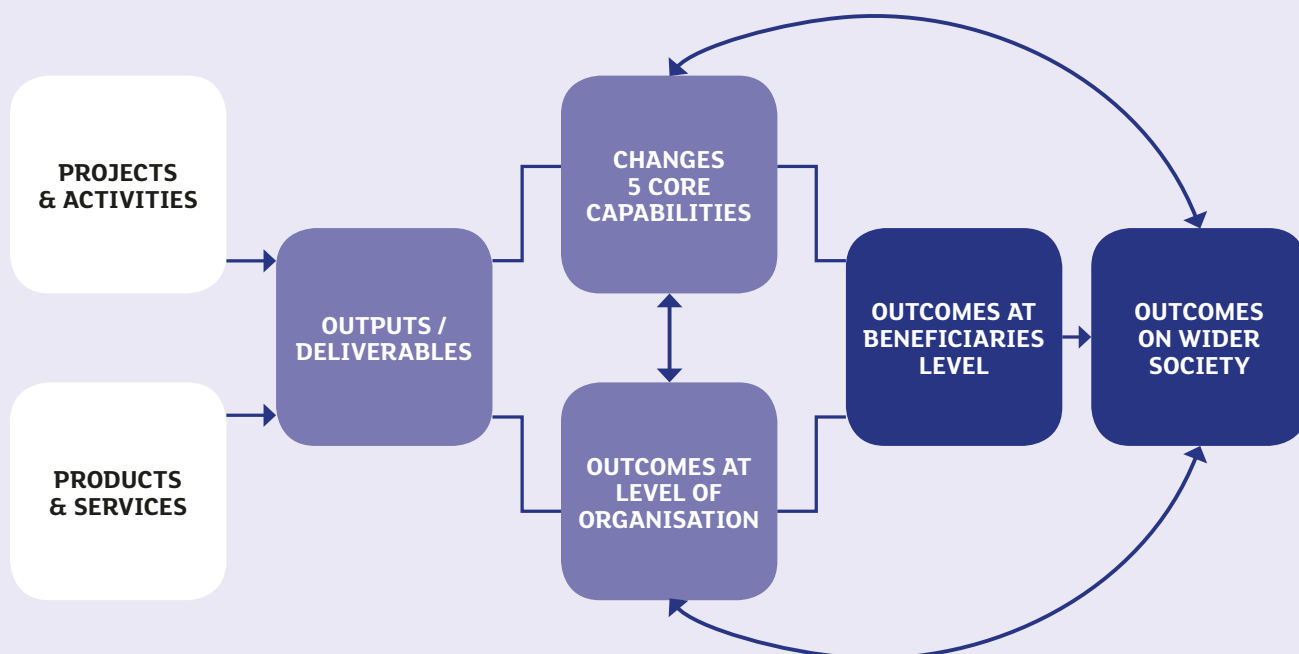 PROJECTS
& ACTIVITIES
PRODUCTS
& SERVICES
OUTPUTS /
DELIVERABLES
CHANGES
5 CORE
CAPABILITIES
OUTCOMES AT
LEVEL OF
ORGANISATION
OUTCOMES AT
BENEFICIARIES
LEVEL
OUTCOMES
ON WIDER
SOCIETY